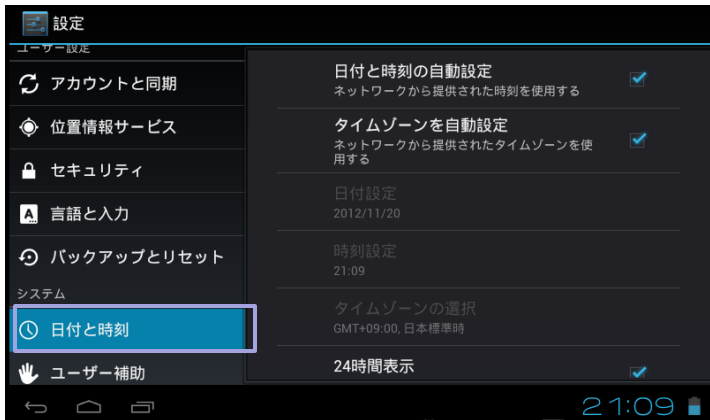 設定
ユーザー設定
アカウントと同期
位置情報サービス
セキュリティ
言語と入力
バックアップとリセット
システム
日付と時刻
ユーザー補助
日付と時刻の自動設定
ネットワークから提供された時刻を使用する
タイムゾーンを自動設定
ネットワークから提供されたタイムゾーンを使
用する
日付設定
2012/11/20
時刻設定
21:09
タイムゾーンの選択
GMT+09:00, 日本標準時
24時間表示
21:09